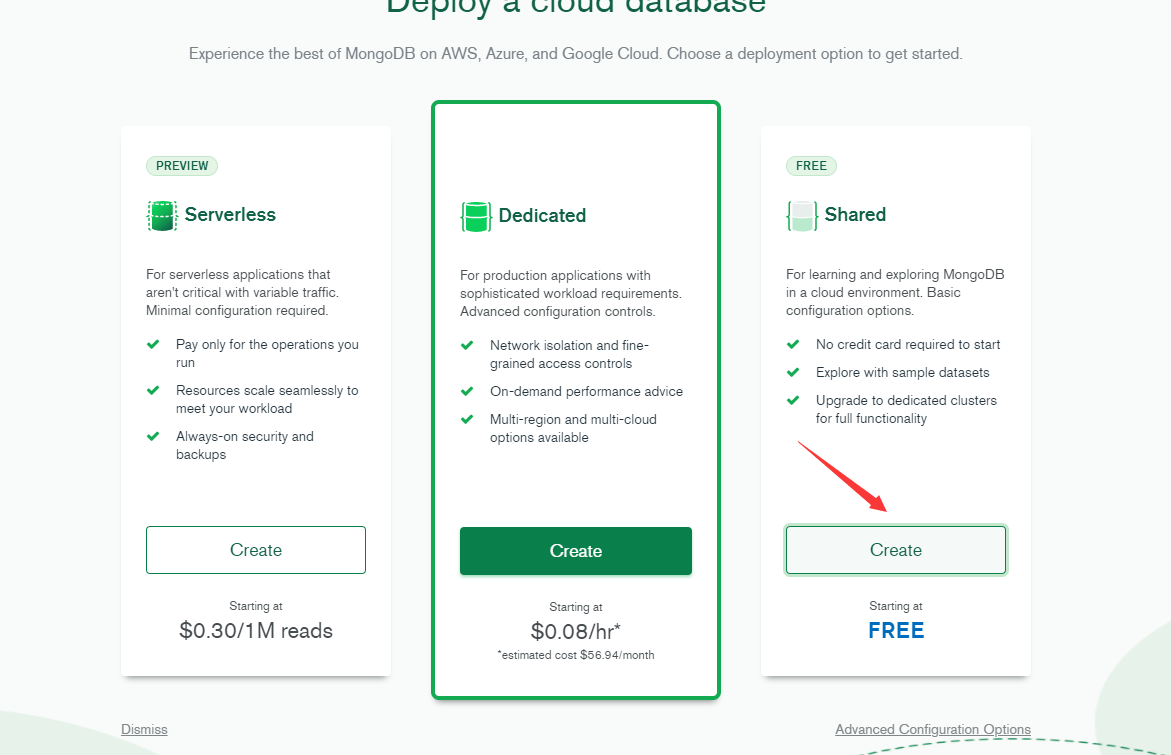 Deploy a cloud database
Experience the best of MongoDB on AWS, Azure, and Google Cloud. Choose a deployment option to get started.
PREVIEW
Serverless
For serverless applications that
aren't critical with variable traffic.
Minimal configuration required.
Pay only for the operations you
run
Resources scale seamlessly to
meet your workload
Always-on security and
backups
Create
Starting at
$0.30/1M reads
Dedicated
For production applications with
sophisticated workload requirements.
Advanced configuration controls.
Network isolation and fine-
grained access controls
On-demand performance advice
Multi-region and multi-cloud
options available
Create
Starting at
$0.08/hr*
*estimated cost $56.94/month
FREE
Shared
For learning and exploring MongoDB
in a cloud environment. Basic
configuration options.
No credit card required to start
Explore with sample datasets
Upgrade to dedicated clusters
for full functionality
Create
Starting at
FREE
Dismiss
Advanced Configuration Options